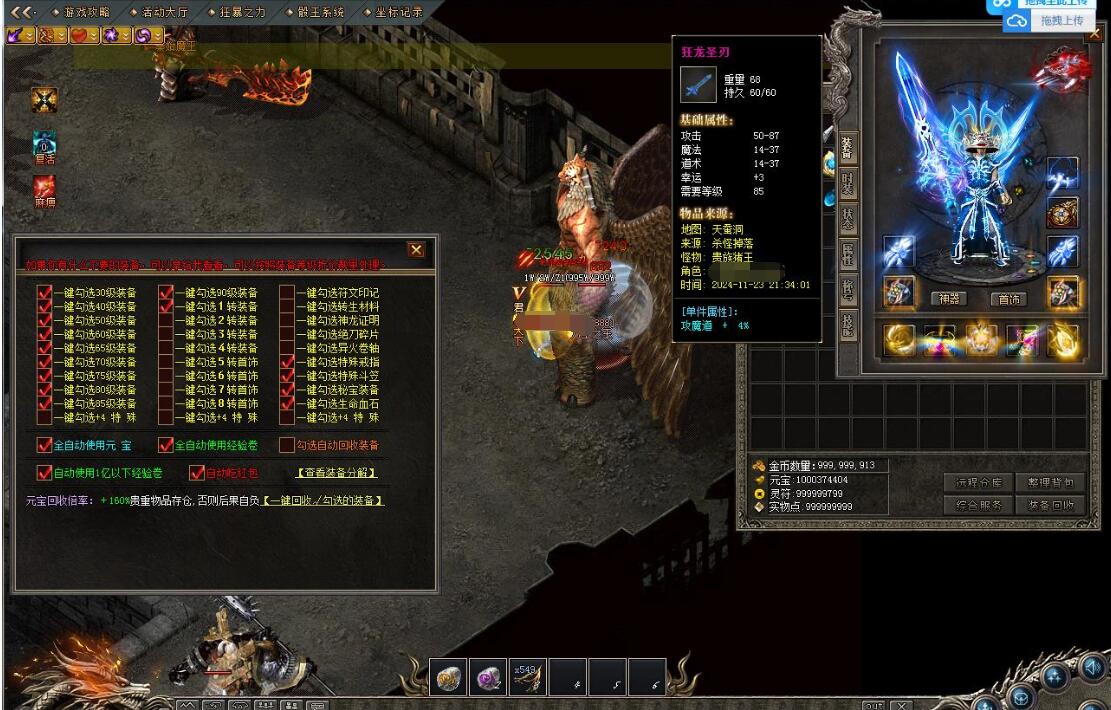 游戏攻略 活动大厅 狂暴之力 骰王系统 坐标记录
拖拽上传
复活
麻痹
狂龙圣刃
重量 68
持久 60/60
基础属性:
攻击 50-87
魔法 14-37
道术 14-37
幸运 +3
需要等级 85
物品来源:
地图: 天蚕洞
来源: 杀怪掉落
怪物: 贵族猪王
角色:
时间: 2024-11-23 21:34:01
[单件属性]:
攻魔道 + 4%
装备
时装
状态
属性
称号
技能
神器 首饰
一键勾选30级装备 一键勾选90级装备 一键勾选符文印记
一键勾选40级装备 一键勾选1转装备 一键勾选转生材料
一键勾选50级装备 一键勾选2转装备 一键勾选神龙证明
一键勾选60级装备 一键勾选3转装备 一键勾选绝刀碎片
一键勾选65级装备 一键勾选4转装备 一键勾选异火卷轴
一键勾选70级装备 一键勾选5转首饰 一键勾选特殊戒指
一键勾选75级装备 一键勾选6转首饰 一键勾选特殊斗笠
一键勾选80级装备 一键勾选7转首饰 一键勾选秘宝装备
一键勾选85级装备 一键勾选8转首饰 一键勾选生命血石
一键勾选+4 特 殊 一键勾选+4 特 殊 一键勾选+4 特 殊
全自动使用元 宝 全自动使用经验卷 勾选自动回收装备
自动使用1亿以下经验卷 自动吃红包 【查看装备分解】
元宝回收倍率: +160%贵重物品存仓,否则后果自负【一键回收/勾选的装备】
金币数量:999,999,913
元宝:1000374404
灵符:999999799
实物点:999999999
远程仓库 整理背包
综合服务 装备回收
x549
4 5 6
OUT